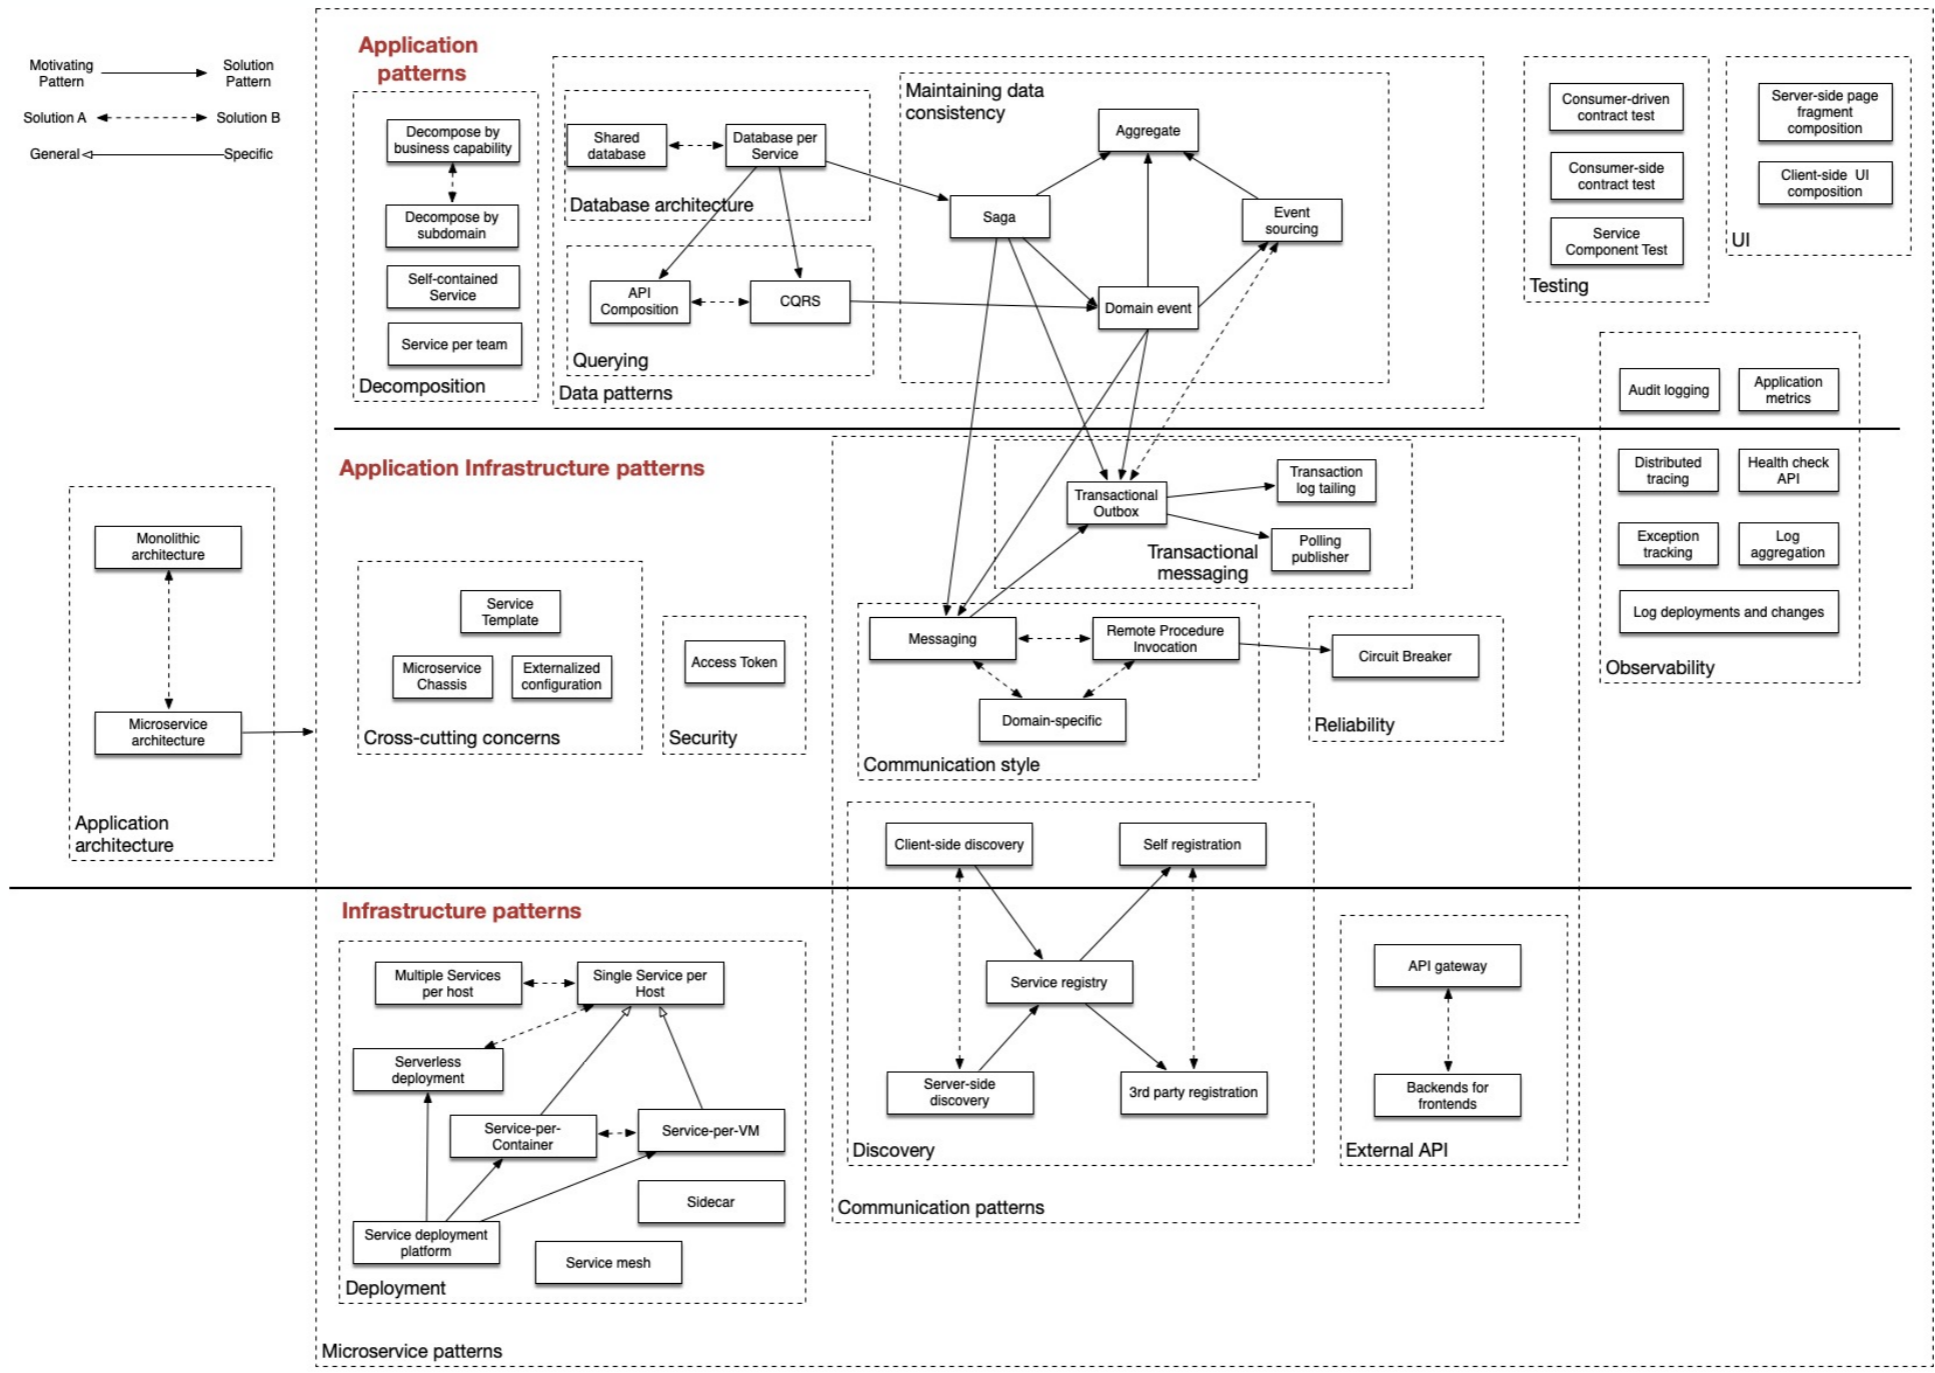 Motivating
Pattern
Solution
Pattern
Solution A
Solution B
General
Specific
Application
patterns
Decompose by
business capability
Decompose by
subdomain
Self-contained
Service
Service per team
Decomposition
Shared
database
Database per
Service
Database architecture
API
Composition
CQRS
Querying
Data patterns
Maintaining data
consistency
Aggregate
Saga
Event
sourcing
Domain event
Consumer-driven
contract test
Consumer-side
contract test
Service
Component Test
Testing
Server-side page
fragment
composition
Client-side UI
composition
UI
Audit logging
Application
metrics
Distributed
tracing
Health check
API
Exception
tracking
Log
aggregation
Log deployments and changes
Observability
Application Infrastructure patterns
Monolithic
architecture
Microservice
architecture
Application
architecture
Service
Template
Microservice
Chassis
Externalized
configuration
Cross-cutting concerns
Access Token
Security
Transactional
Outbox
Transaction
log tailing
Polling
publisher
Transactional
messaging
Messaging
Remote Procedure
Invocation
Domain-specific
Communication style
Circuit Breaker
Reliability
Client-side discovery
Self registration
Service registry
Server-side
discovery
3rd party registration
Discovery
API gateway
Backends for
frontends
External API
Communication patterns
Infrastructure patterns
Multiple Services
per host
Single Service per
Host
Serverless
deployment
Service-per-
Container
Service-per-VM
Sidecar
Service deployment
platform
Service mesh
Deployment
Microservice patterns